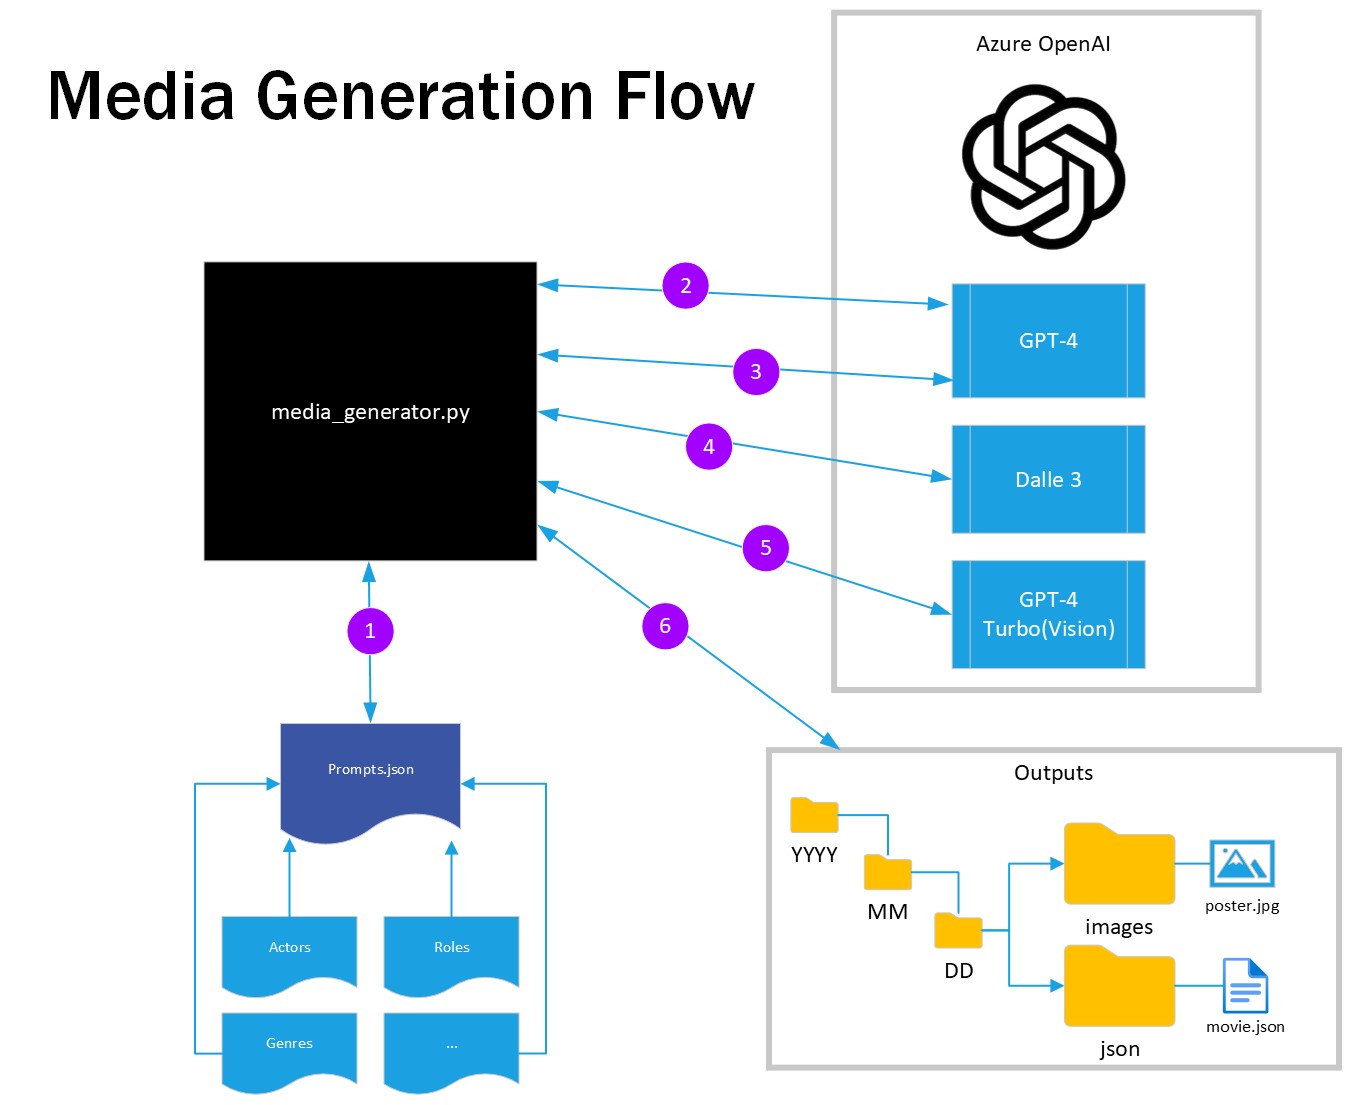 Media Generation Flow
Azure OpenAI
media_generator.py
2
3
4
5
6
1
GPT-4
Dalle 3
GPT-4
Turbo(Vision)
Prompts.json
Actors
Roles
Genres
...
Outputs
YYYY
MM
DD
images
poster.jpg
json
movie.json